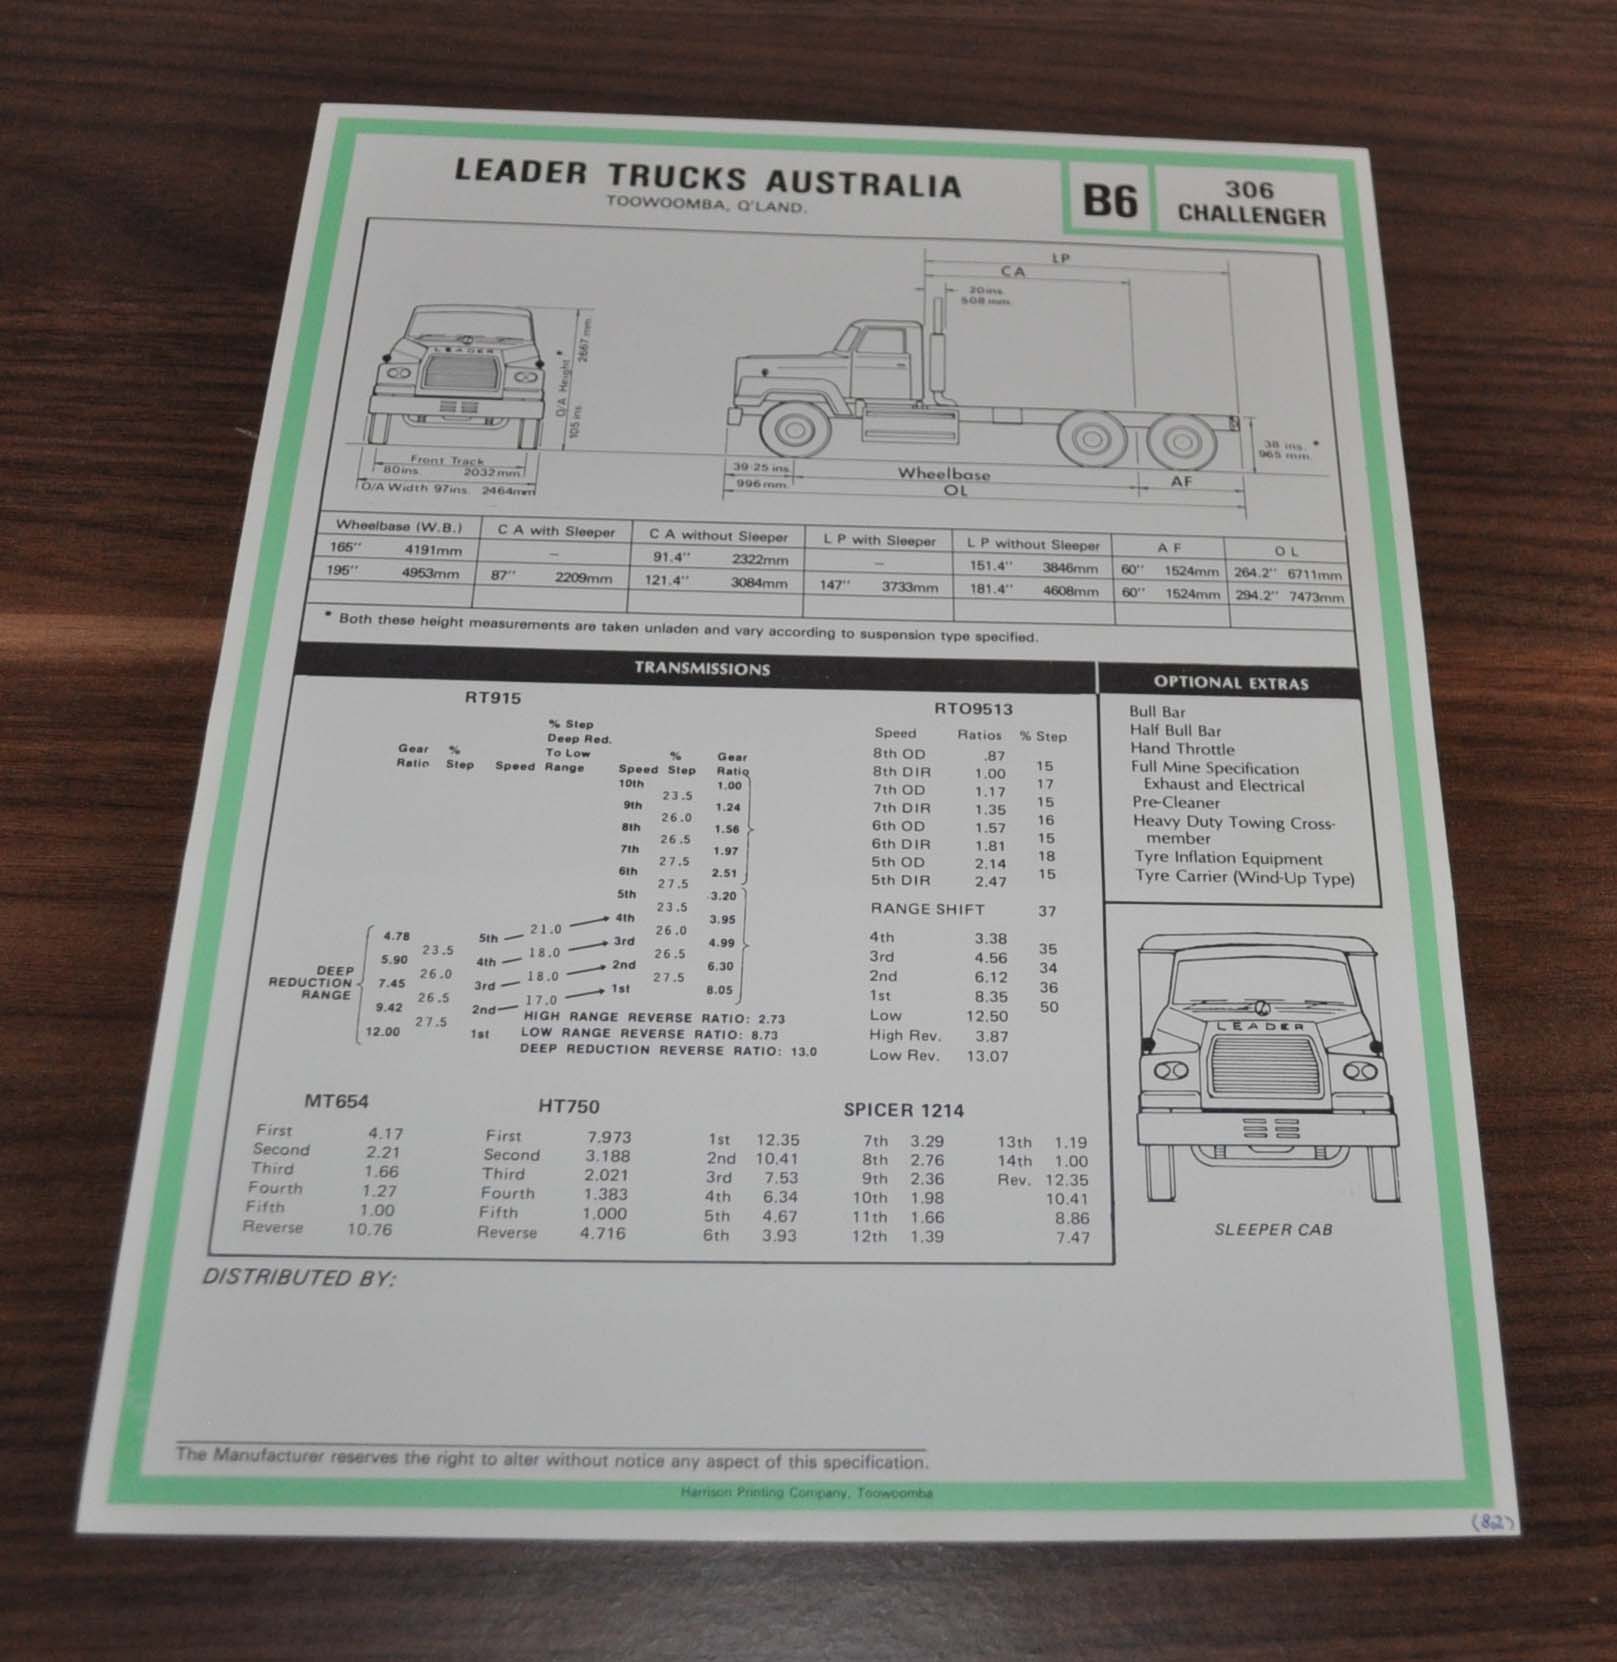 LEADER TRUCKS AUSTRALIA
TOOWOOMBA, Q'LAND.
B6
306
CHALLENGER
LP
CA
20ins.
508 mm.
LEADER
O/A Height *
105 ins. 2667 mm.
Front Track
80ins. 2032mm
O/A Width 97ins. 2464mm
39·25 ins
996mm.
Wheelbase
OL
AF
38 ins. *
965 mm.
Wheelbase (W.B.) C A with Sleeper C A without Sleeper L P with Sleeper L P without Sleeper A F O L
165'' 4191mm – 91.4'' 2322mm – 151.4'' 3846mm 60'' 1524mm 264.2'' 6711mm
195'' 4953mm 87'' 2209mm 121.4'' 3084mm 147'' 3733mm 181.4'' 4608mm 60'' 1524mm 294.2'' 7473mm
* Both these height measurements are taken unladen and vary according to suspension type specified.
TRANSMISSIONS
RT915
Gear Ratio % Step Speed % Step Deep Red. To Low Range Speed % Step Gear Ratio
10th 1.00
23.5
9th 1.24
26.0
8th 1.56
26.5
7th 1.97
27.5
6th 2.51
27.5
5th 3.20
23.5
4.78 5th 21.0 4th 3.95
23.5 26.0
5.90 4th 18.0 3rd 4.99
26.0 26.5
DEEP
REDUCTION
RANGE
7.45 3rd 18.0 2nd 6.30
26.5 27.5
9.42 2nd 17.0 1st 8.05
27.5
12.00 1st
HIGH RANGE REVERSE RATIO: 2.73
LOW RANGE REVERSE RATIO: 8.73
DEEP REDUCTION REVERSE RATIO: 13.0
RTO9513
Speed Ratios % Step
8th OD .87
15
8th DIR 1.00
17
7th OD 1.17
15
7th DIR 1.35
16
6th OD 1.57
15
6th DIR 1.81
18
5th OD 2.14
15
5th DIR 2.47
RANGE SHIFT 37
4th 3.38
35
3rd 4.56
34
2nd 6.12
36
1st 8.35
50
Low 12.50
High Rev. 3.87
Low Rev. 13.07
MT654
First 4.17
Second 2.21
Third 1.66
Fourth 1.27
Fifth 1.00
Reverse 10.76
HT750
First 7.973
Second 3.188
Third 2.021
Fourth 1.383
Fifth 1.000
Reverse 4.716
SPICER 1214
1st 12.35 7th 3.29 13th 1.19
2nd 10.41 8th 2.76 14th 1.00
3rd 7.53 9th 2.36 Rev. 12.35
4th 6.34 10th 1.98 10.41
5th 4.67 11th 1.66 8.86
6th 3.93 12th 1.39 7.47
OPTIONAL EXTRAS
Bull Bar
Half Bull Bar
Hand Throttle
Full Mine Specification
Exhaust and Electrical
Pre-Cleaner
Heavy Duty Towing Cross-
member
Tyre Inflation Equipment
Tyre Carrier (Wind-Up Type)
LEADER
SLEEPER CAB
DISTRIBUTED BY:
The Manufacturer reserves the right to alter without notice any aspect of this specification.
Harrison Printing Company, Toowoomba
(82)